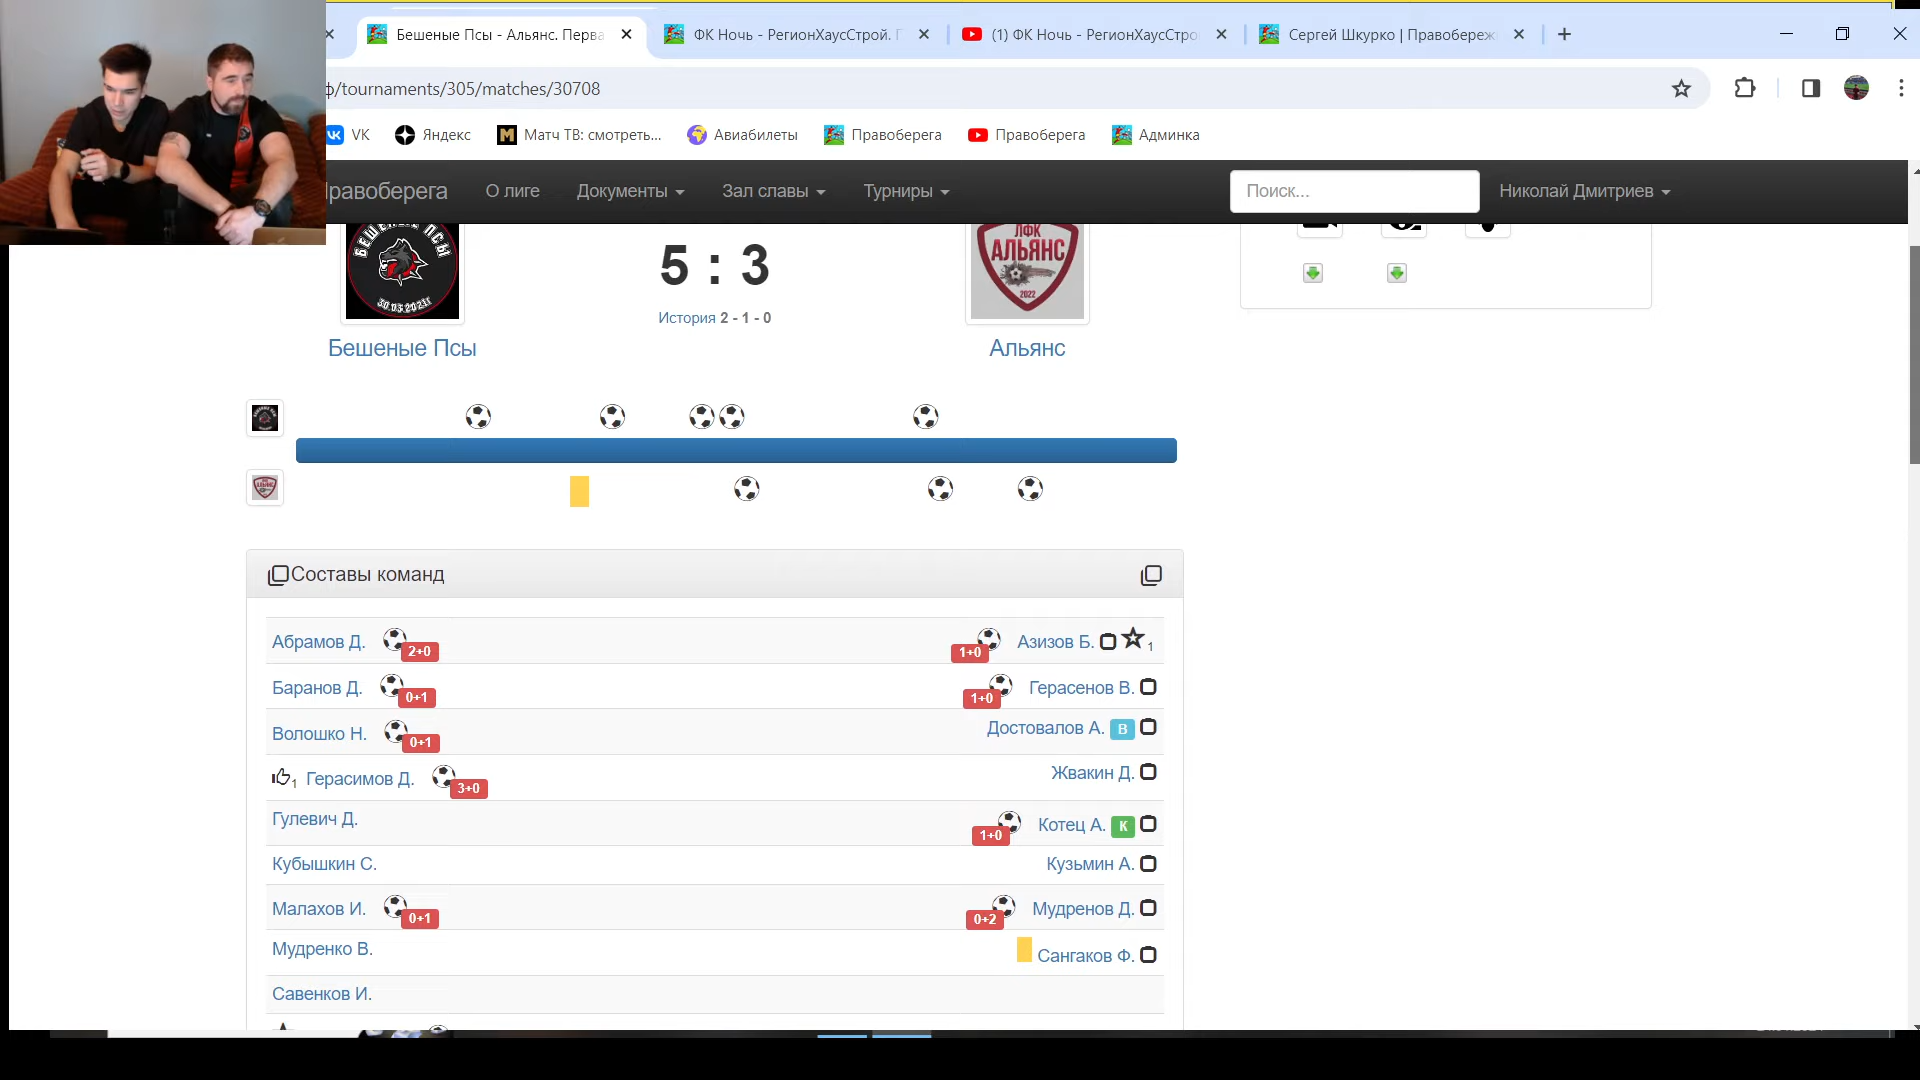 Бешеные Псы - Альянс. Перва
ФК Ночь - РегионХаусСтрой. П
(1) ФК Ночь - РегионХаусСтро
Сергей Шкурко | Правобереж
ф/tournaments/305/matches/30708
VK
Яндекс
Матч ТВ: смотреть...
Авиабилеты
Правоберега
Правоберега
Админка
равоберега
О лиге
Документы
Зал славы
Турниры
Поиск...
Николай Дмитриев
БЕШЕНЫЕ ПСЫ
5 : 3
ЛФК
АЛЬЯНС
2022
История 2 - 1 - 0
Бешеные Псы
Альянс
Составы команд
Абрамов Д. 2+0
1+0 Азизов Б. 1
Баранов Д. 0+1
1+0 Герасенов В.
Волошко Н. 0+1
Достовалов А. В
1 Герасимов Д. 3+0
Жвакин Д.
Гулевич Д.
1+0 Котец А. К
Кубышкин С.
Кузьмин А.
Малахов И. 0+1
0+2 Мудренов Д.
Мудренко В.
Сангаков Ф.
Савенков И.